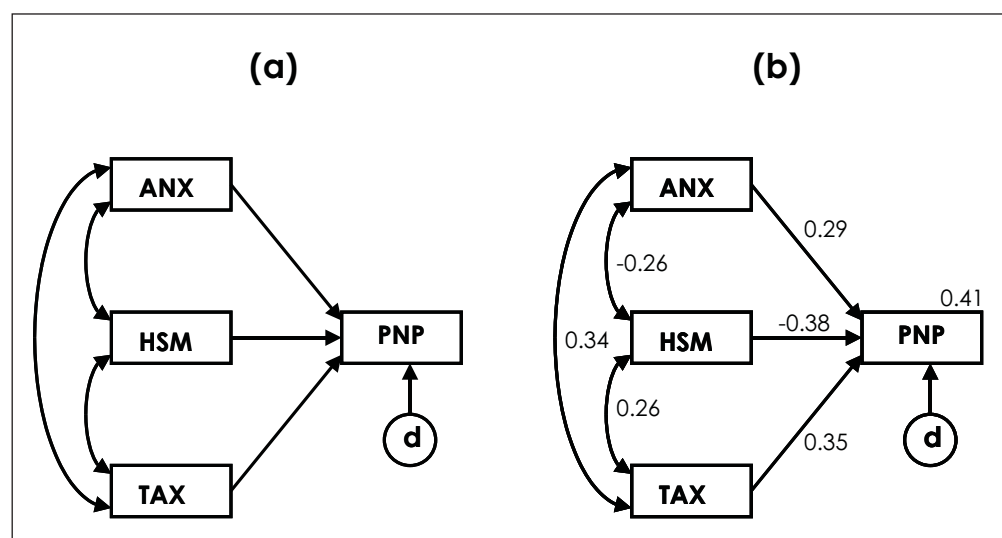 (a)
ANX
HSM
PNP
d
TAX
(b)
ANX
0.29
-0.26
0.41
-0.38
0.34
HSM
PNP
0.26
d
0.35
TAX